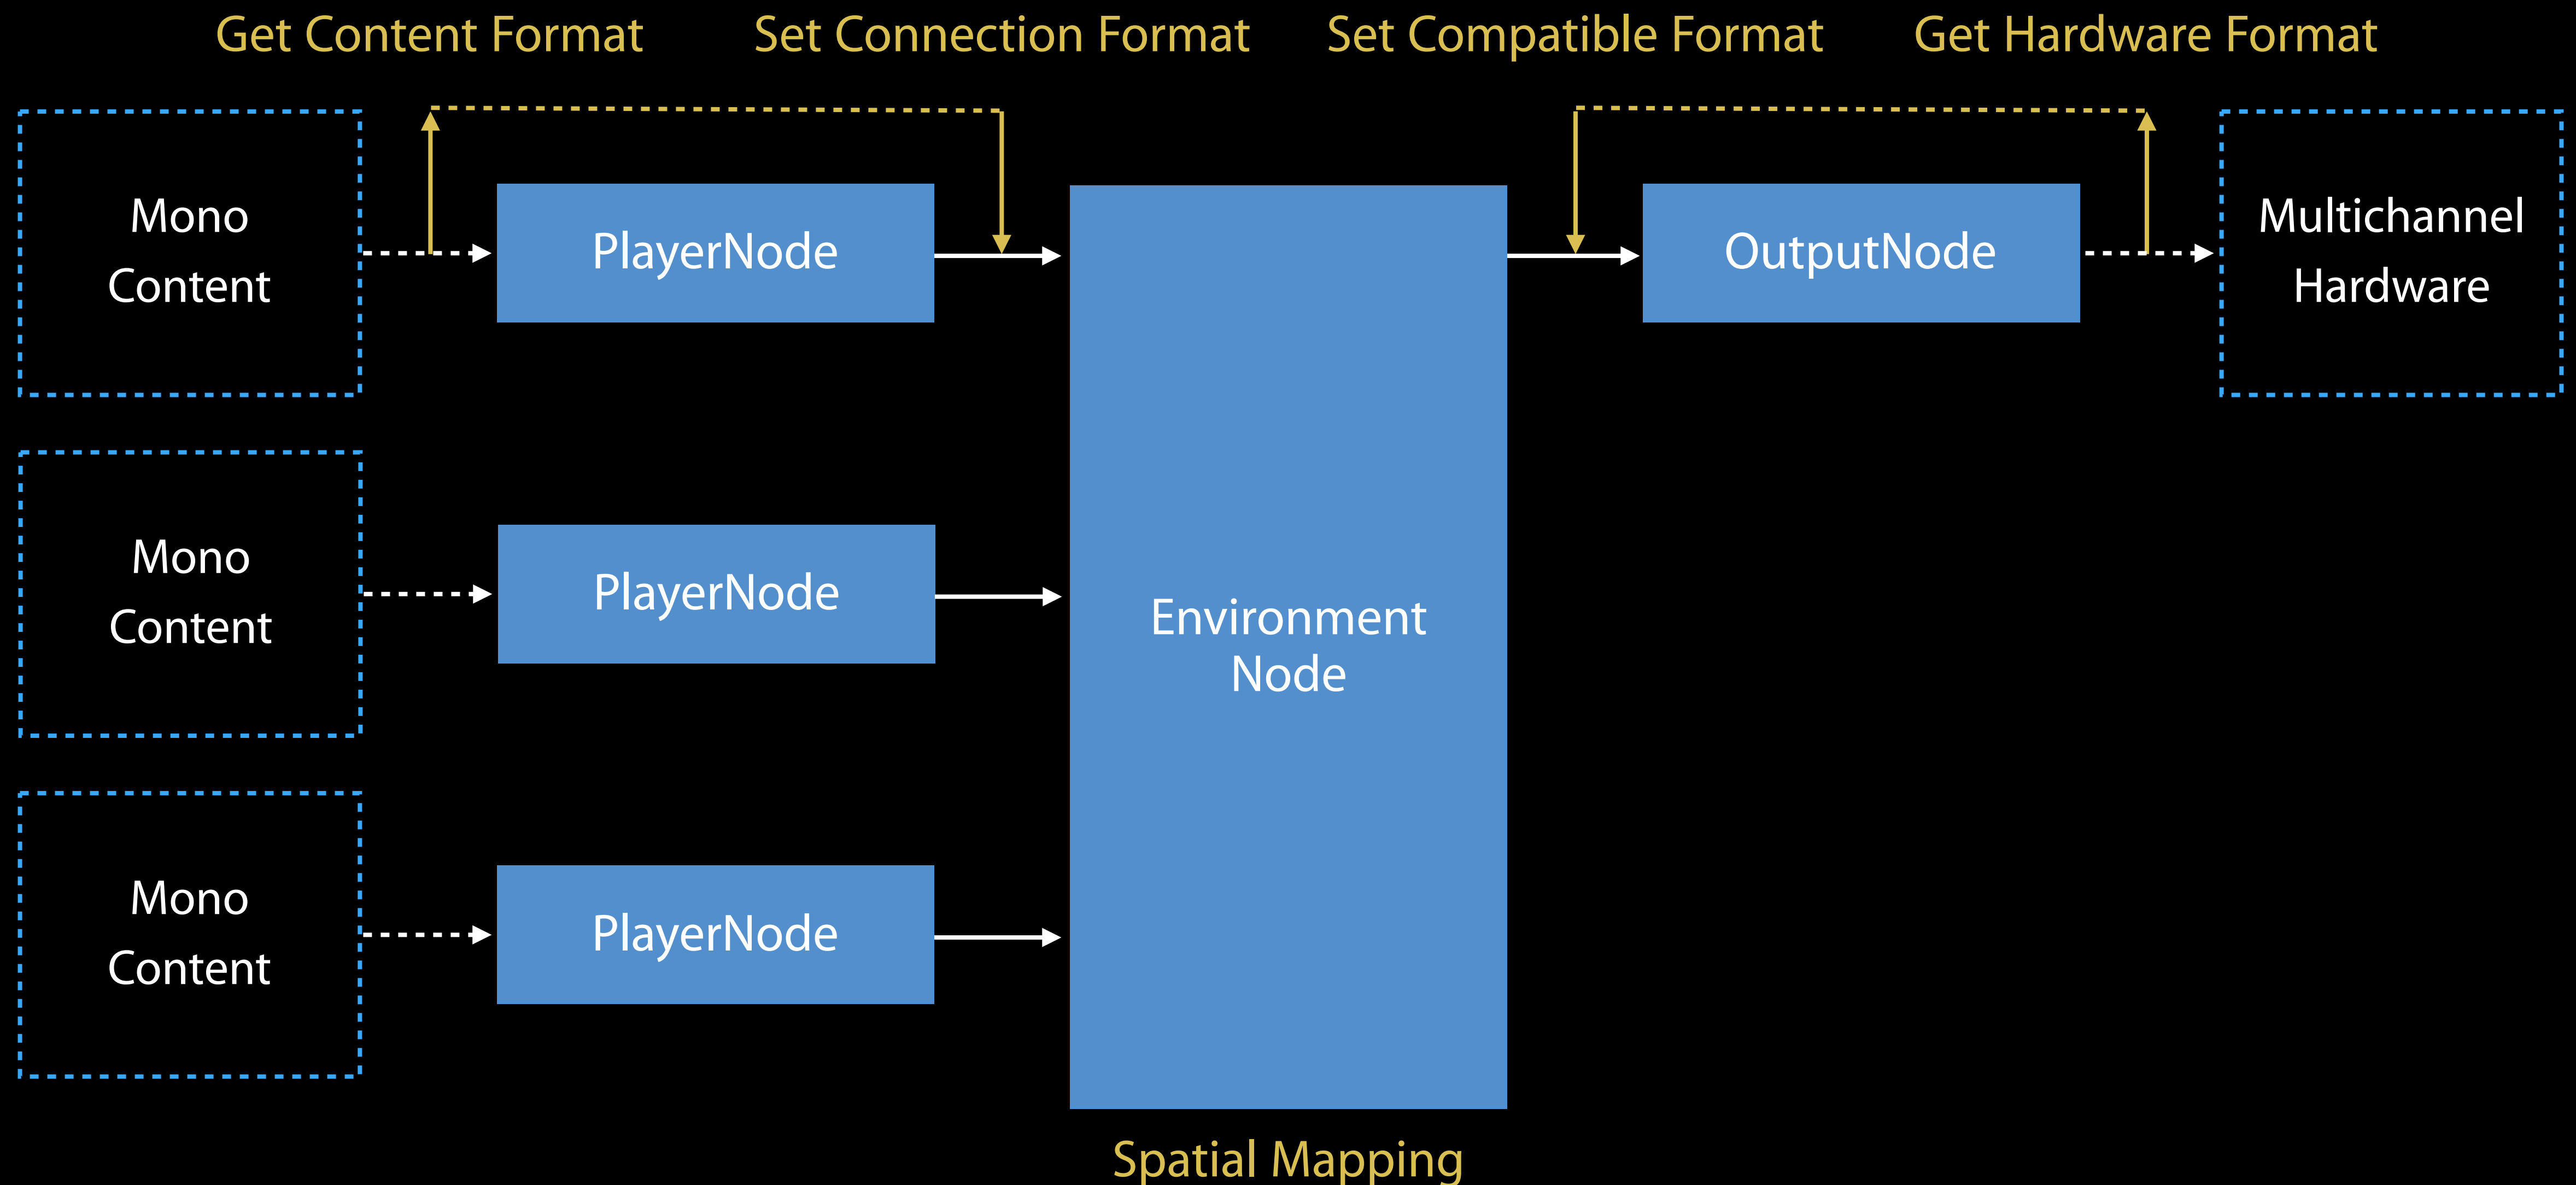 Get Content Format
Set Connection Format
Set Compatible Format
Get Hardware Format
Mono
Content
PlayerNode
OutputNode
Multichannel
Hardware
Mono
Content
PlayerNode
Environment
Node
Mono
Content
PlayerNode
Spatial Mapping